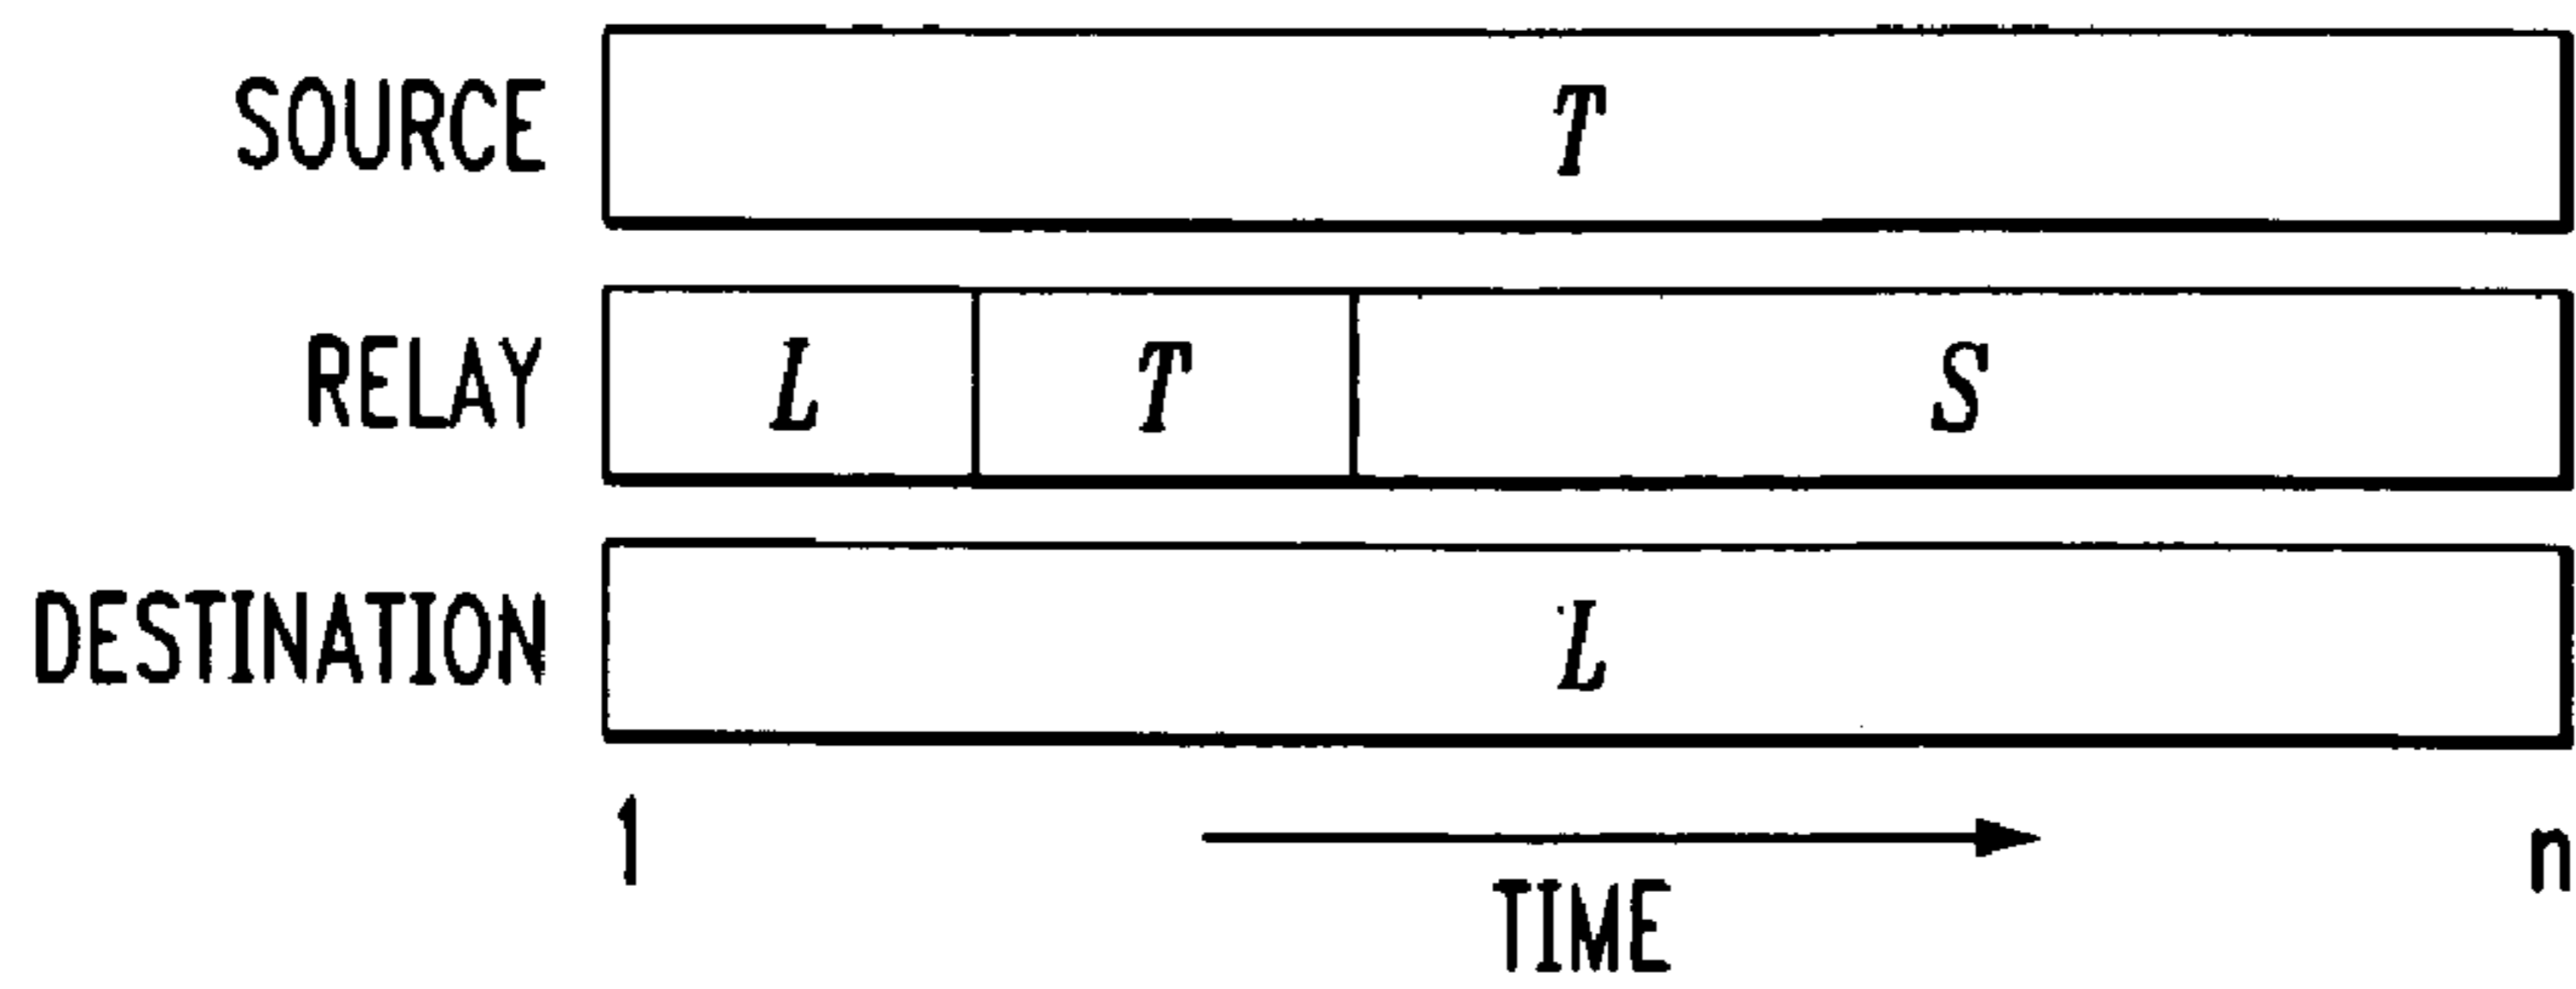 SOURCE T
RELAY L T S
DESTINATION L
1 n
TIME